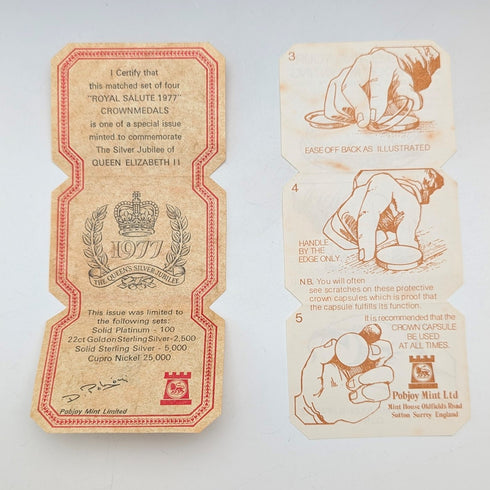 I Certify that
this matched set of four
"ROYAL SALUTE 1977"
CROWNMEDALS
is one of a special issue
minted to commemorate
The Silver Jubilee of
QUEEN ELIZABETH II
1977
THE QUEEN'S SILVER JUBILEE
This issue was limited to
the following sets:
Solid Platinum - 100
22ct Gold on Sterling Silver - 2,500
Solid Sterling Silver - 5,000
Cupro Nickel 25,000
Pobjoy Mint Limited
3
EASE OFF BACK AS ILLUSTRATED
4
HANDLE
BY THE
EDGE ONLY.
N.B. You will often
see scratches on these protective
crown capsules which is proof that
the capsule fulfils its function.
5
It is recommended that the
CROWN CAPSULE
BE USED
AT ALL TIMES.
Pobjoy Mint Ltd
Mint House Oldfields Road
Sutton Surrey England